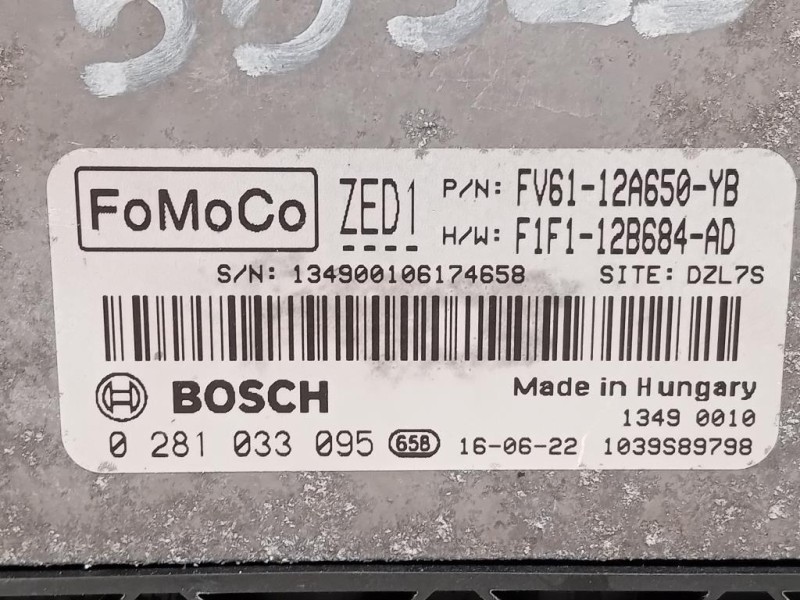 FoMoCo ZED1 P/N: FV61-12A650-YB
H/W: F1F1-12B684-AD
S/N: 134900106174658 SITE: DZL7S
BOSCH Made in Hungary
1349 0010
0 281 033 095 658 16-06-22 1039S89798